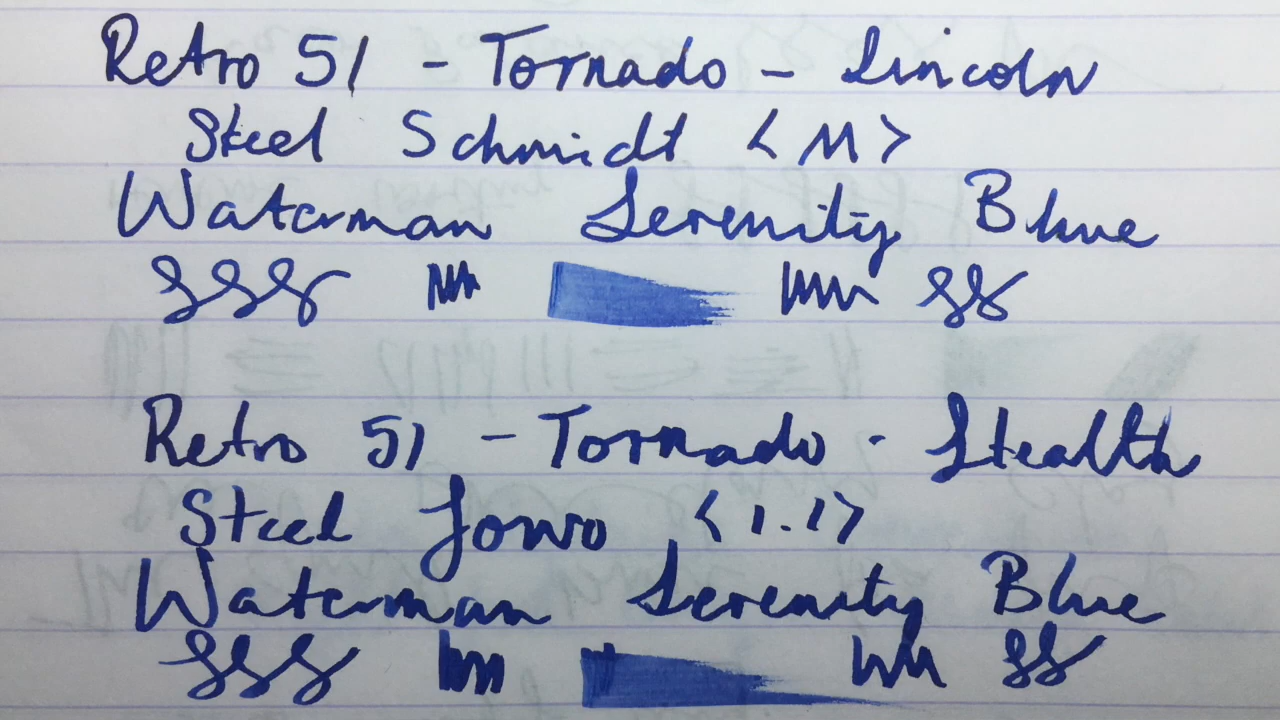 Retro 51 - Tornado - Lincoln
Steel Schmidt <M>
Waterman Serenity Blue
Retro 51 - Tornado - Stealth
Steel Jowo <1.1>
Waterman Serenity Blue